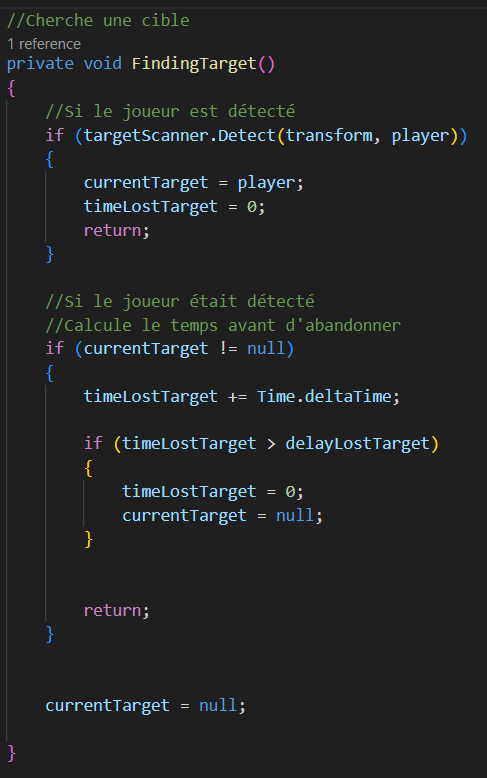 //Cherche une cible
1 reference
private void FindingTarget()
{
//Si le joueur est détecté
if (targetScanner.Detect(transform, player))
{
currentTarget = player;
timeLostTarget = 0;
return;
}
//Si le joueur était détecté
//Calcule le temps avant d'abandonner
if (currentTarget != null)
{
timeLostTarget += Time.deltaTime;
if (timeLostTarget > delayLostTarget)
{
timeLostTarget = 0;
currentTarget = null;
}
return;
}
currentTarget = null;
}